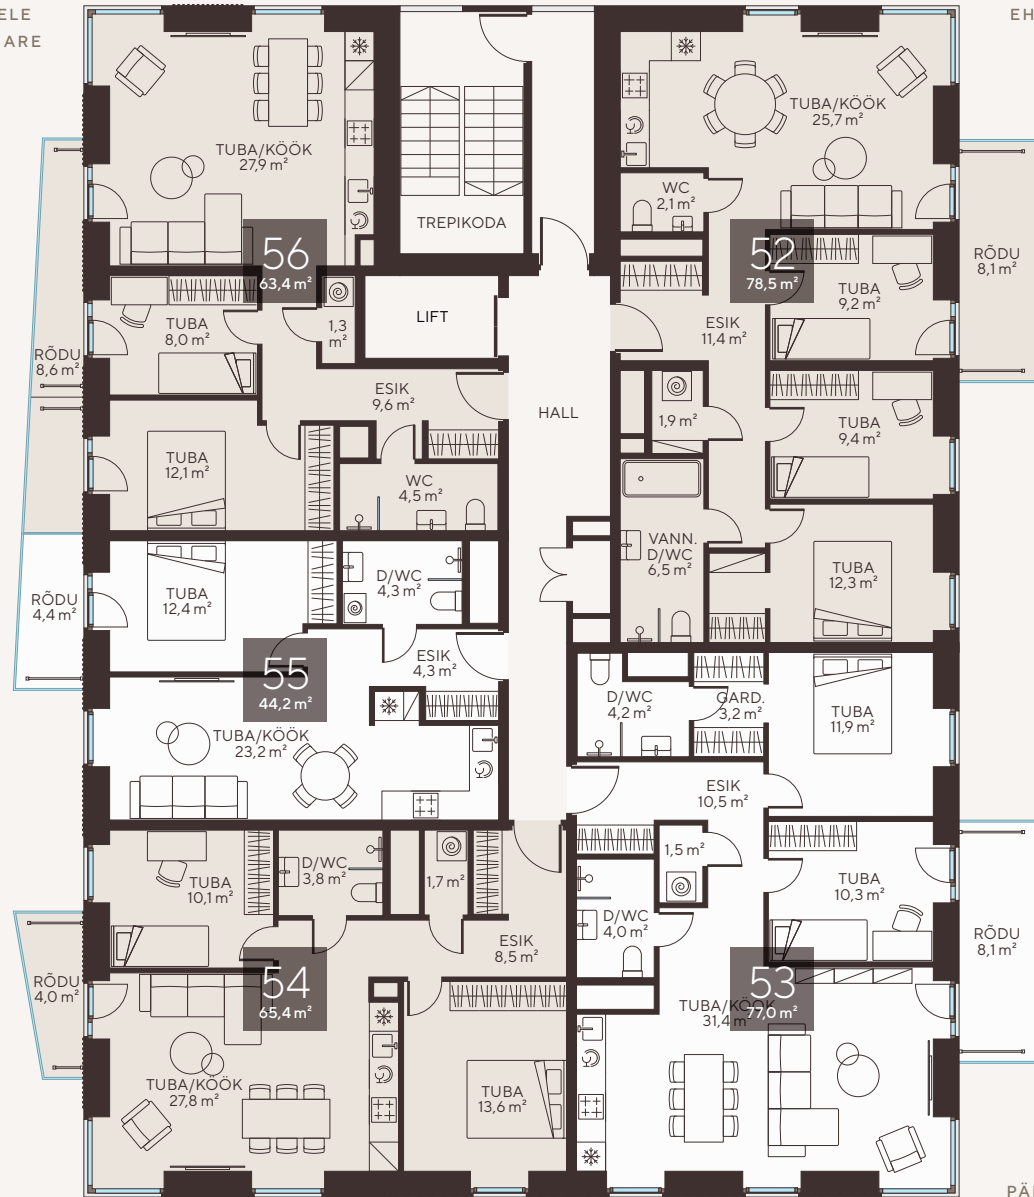 ELE
ARE
EH
TUBA/KÖÖK
27,9 m²
TREPIKODA
TUBA/KÖÖK
25,7 m²
WC
2,1 m²
56
63,4 m²
52
78,5 m²
RÕDU
8,1 m²
TUBA
9,2 m²
TUBA
8,0 m²
1,3
m²
LIFT
ESIK
11,4 m²
RÕDU
8,6 m²
ESIK
9,6 m²
HALL
1,9 m²
TUBA
9,4 m²
TUBA
12,1 m²
WC
4,5 m²
VANN.
D/WC
6,5 m²
TUBA
12,3 m²
RÕDU
4,4 m²
TUBA
12,4 m²
D/WC
4,3 m²
ESIK
4,3 m²
55
44,2 m²
D/WC
4,2 m²
GARD.
3,2 m²
TUBA
11,9 m²
TUBA/KÖÖK
23,2 m²
ESIK
10,5 m²
1,5 m²
TUBA
10,3 m²
TUBA
10,1 m²
D/WC
3,8 m²
1,7 m²
D/WC
4,0 m²
ESIK
8,5 m²
RÕDU
8,1 m²
RÕDU
4,0 m²
54
65,4 m²
53
77,0 m²
TUBA/KÖÖK
31,4 m
TUBA/KÖÖK
27,8 m²
TUBA
13,6 m²
PÄ